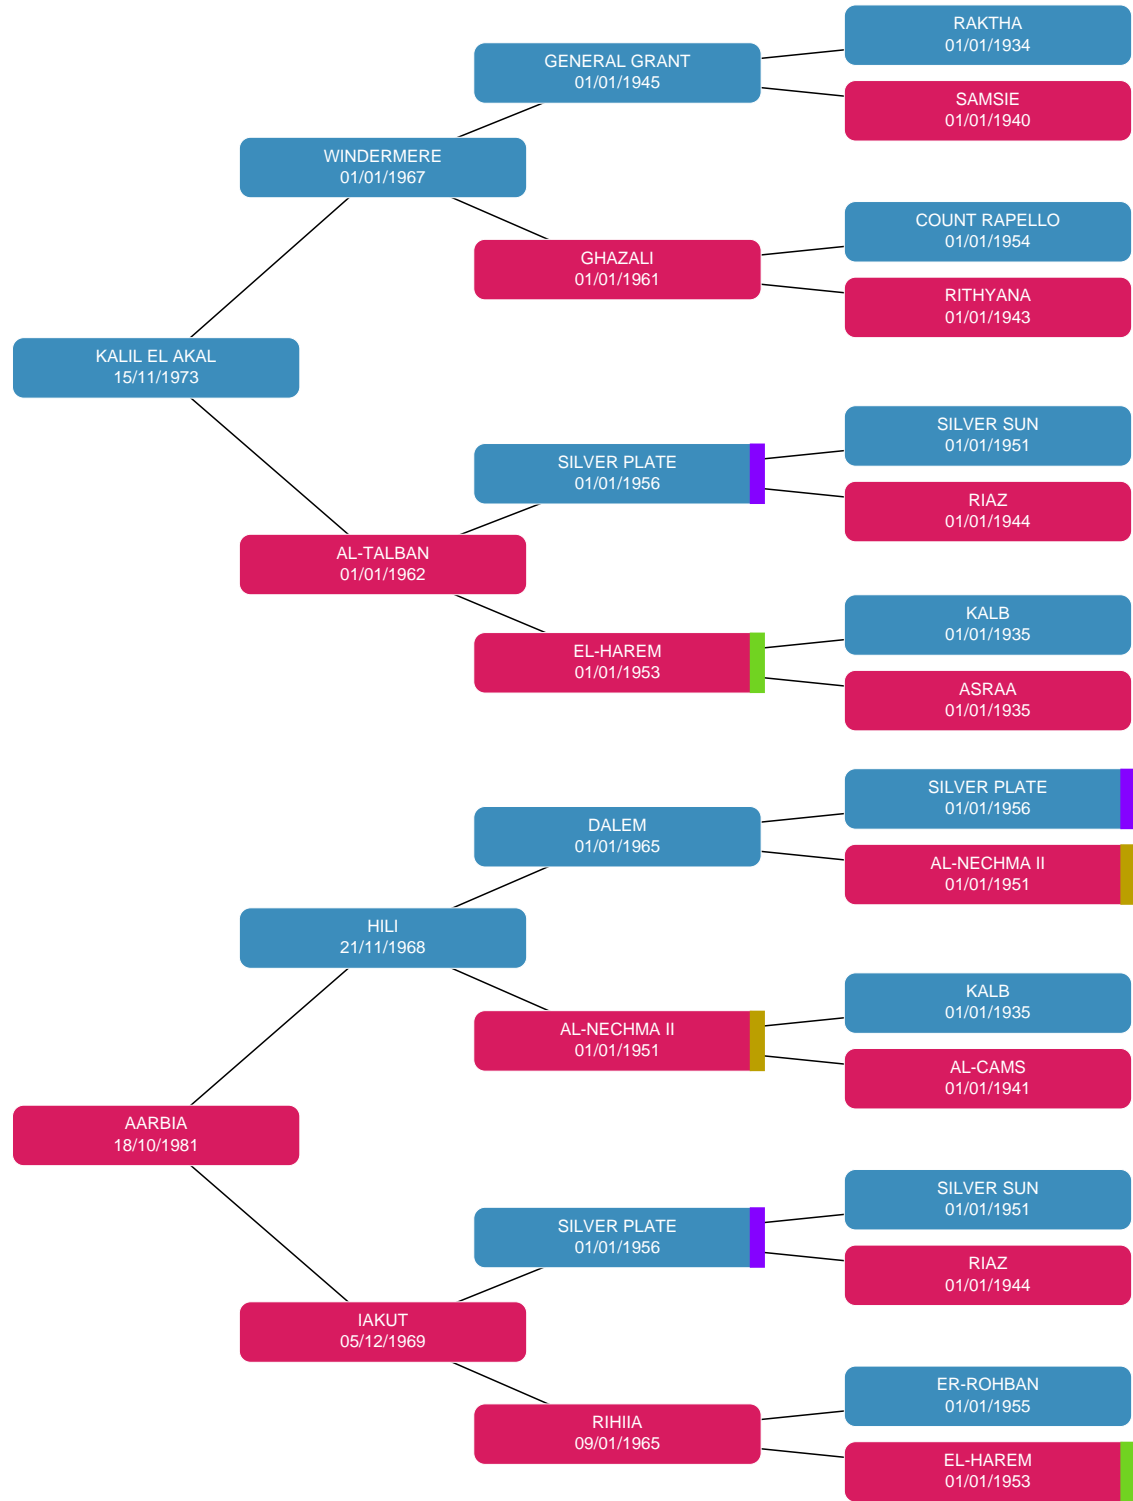 RAKTHA
01/01/1934
GENERAL GRANT
01/01/1945
SAMSIE
01/01/1940
WINDERMERE
01/01/1967
COUNT RAPELLO
01/01/1954
GHAZALI
01/01/1961
RITHYANA
01/01/1943
KALIL EL AKAL
15/11/1973
SILVER SUN
01/01/1951
SILVER PLATE
01/01/1956
RIAZ
01/01/1944
AL-TALBAN
01/01/1962
KALB
01/01/1935
EL-HAREM
01/01/1953
ASRAA
01/01/1935
SILVER PLATE
01/01/1956
DALEM
01/01/1965
AL-NECHMA II
01/01/1951
HILI
21/11/1968
KALB
01/01/1935
AL-NECHMA II
01/01/1951
AL-CAMS
01/01/1941
AARBIA
18/10/1981
SILVER SUN
01/01/1951
SILVER PLATE
01/01/1956
RIAZ
01/01/1944
IAKUT
05/12/1969
ER-ROHBAN
01/01/1955
RIHIIA
09/01/1965
EL-HAREM
01/01/1953